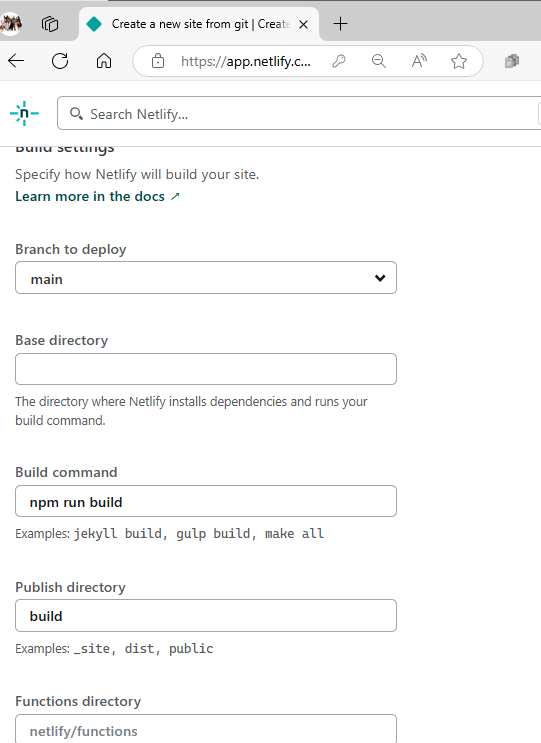 Create a new site from git | Create
https://app.netlify.c...
n
Search Netlify...
Build settings
Specify how Netlify will build your site.
Learn more in the docs ↗
Branch to deploy
main
Base directory
The directory where Netlify installs dependencies and runs your
build command.
Build command
npm run build
Examples: jekyll build, gulp build, make all
Publish directory
build
Examples: _site, dist, public
Functions directory
netlify/functions